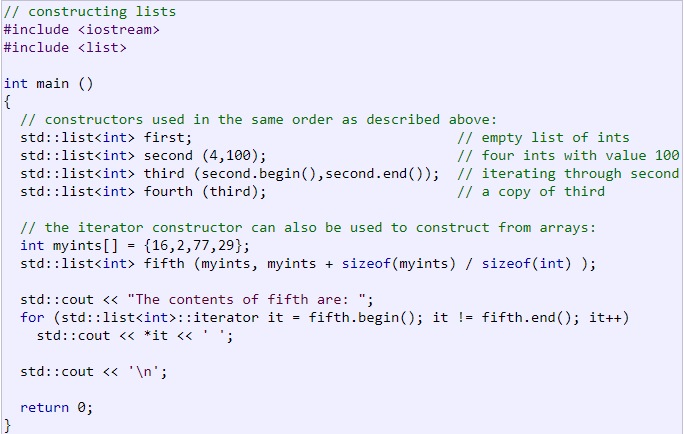 // constructing lists
#include <iostream>
#include <list>

int main ()
{
  // constructors used in the same order as described above:
  std::list<int> first;                                // empty list of ints
  std::list<int> second (4,100);                       // four ints with value 100
  std::list<int> third (second.begin(),second.end());  // iterating through second
  std::list<int> fourth (third);                       // a copy of third

  // the iterator constructor can also be used to construct from arrays:
  int myints[] = {16,2,77,29};
  std::list<int> fifth (myints, myints + sizeof(myints) / sizeof(int) );

  std::cout << "The contents of fifth are: ";
  for (std::list<int>::iterator it = fifth.begin(); it != fifth.end(); it++)
    std::cout << *it << ' ';

  std::cout << '\n';

  return 0;
}